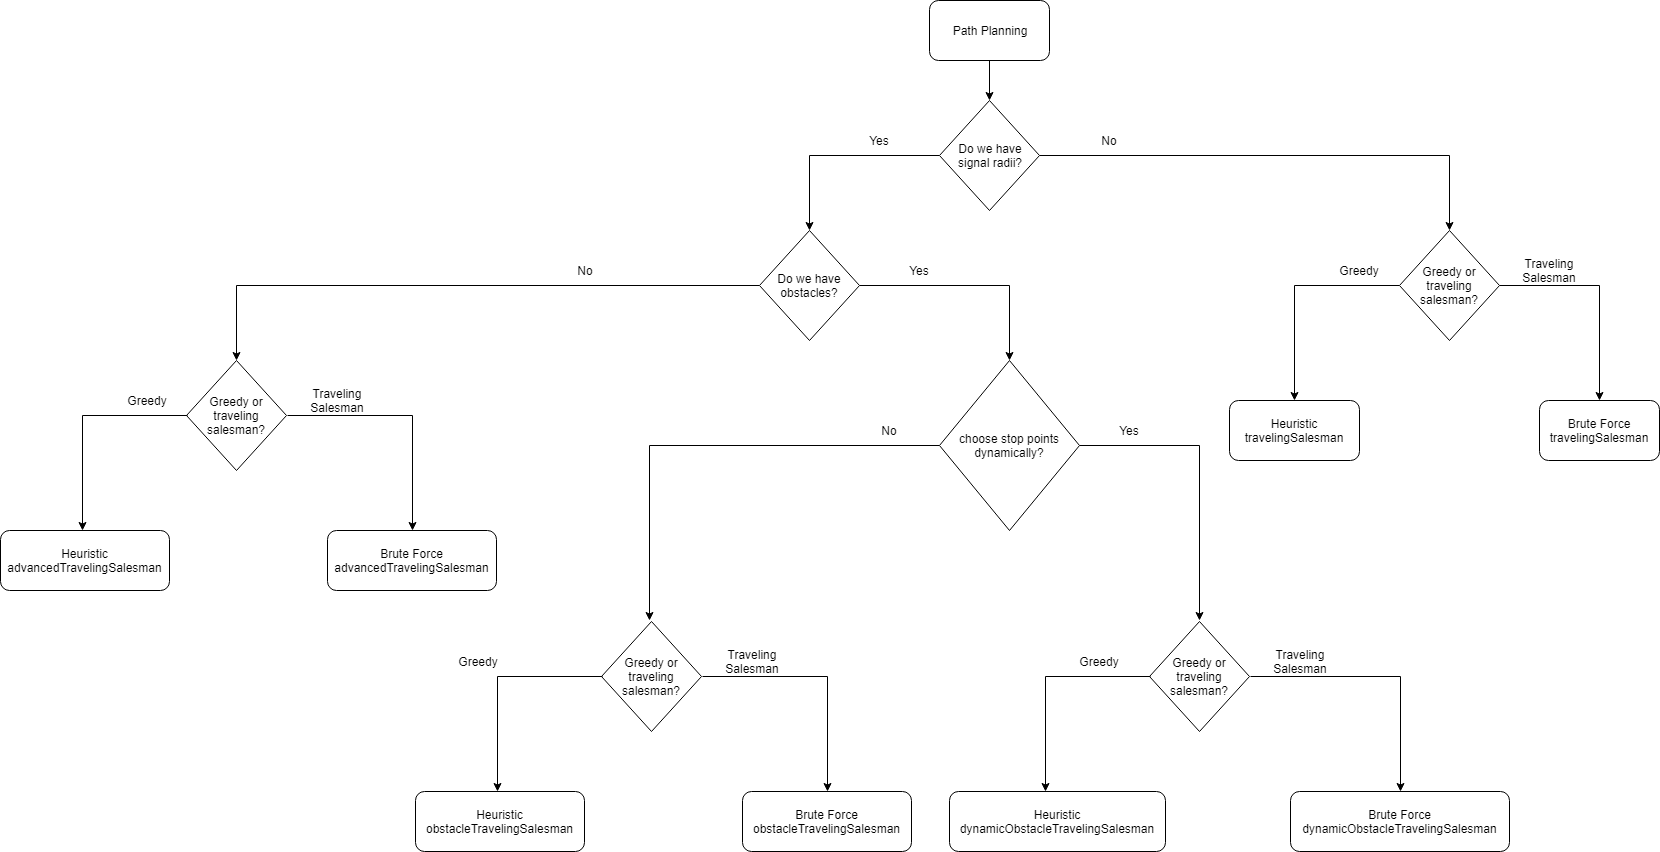 Path Planning
Yes
Do we have
signal radii?
No
No
Do we have
obstacles?
Yes
Greedy
Greedy or
traveling
salesman?
Traveling
Salesman
Greedy
Greedy or
traveling
salesman?
Traveling
Salesman
No
choose stop points
dynamically?
Yes
Heuristic
travelingSalesman
Brute Force
travelingSalesman
Heuristic
advancedTravelingSalesman
Brute Force
advancedTravelingSalesman
Greedy
Greedy or
traveling
salesman?
Traveling
Salesman
Greedy
Greedy or
traveling
salesman?
Traveling
Salesman
Heuristic
obstacleTravelingSalesman
Brute Force
obstacleTravelingSalesman
Heuristic
dynamicObstacleTravelingSalesman
Brute Force
dynamicObstacleTravelingSalesman